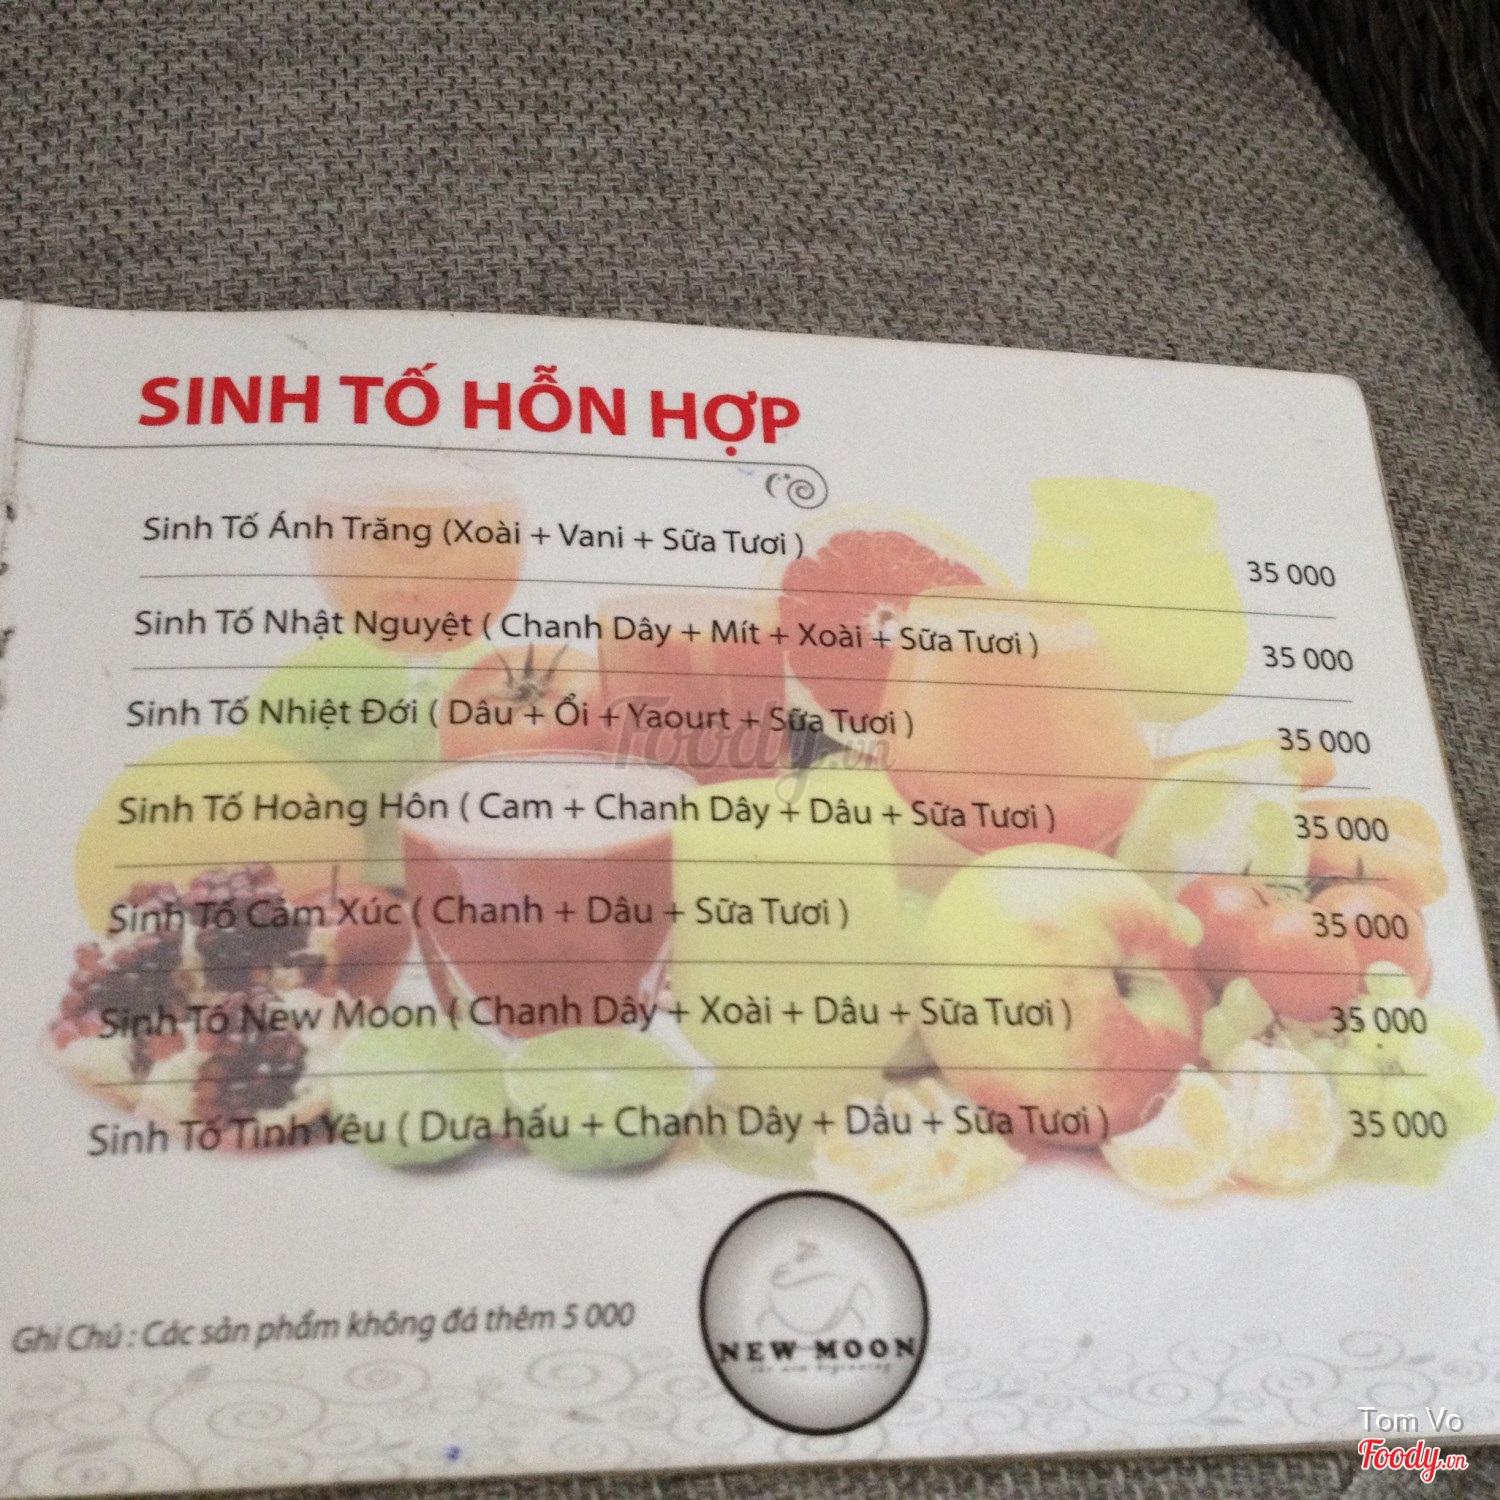 SINH TỐ HỖN HỢP
Sinh Tố Ánh Trăng (Xoài + Vani + Sữa Tươi ) 35 000
Sinh Tố Nhật Nguyệt ( Chanh Dây + Mít + Xoài + Sữa Tươi ) 35 000
Sinh Tố Nhiệt Đới ( Dâu + Ổi + Yaourt + Sữa Tươi ) 35 000
Foody.vn
Sinh Tố Hoàng Hôn ( Cam + Chanh Dây + Dâu + Sữa Tươi ) 35 000
Sinh Tố Cảm Xúc ( Chanh + Dâu + Sữa Tươi ) 35 000
Sinh Tố New Moon ( Chanh Dây + Xoài + Dâu + Sữa Tươi ) 35 000
Sinh Tố Tình Yêu ( Dưa hấu + Chanh Dây + Dâu + Sữa Tươi ) 35 000
Ghi Chú : Các sản phẩm không đá thêm 5 000
NEW MOON
Tom Vo
Foody.vn